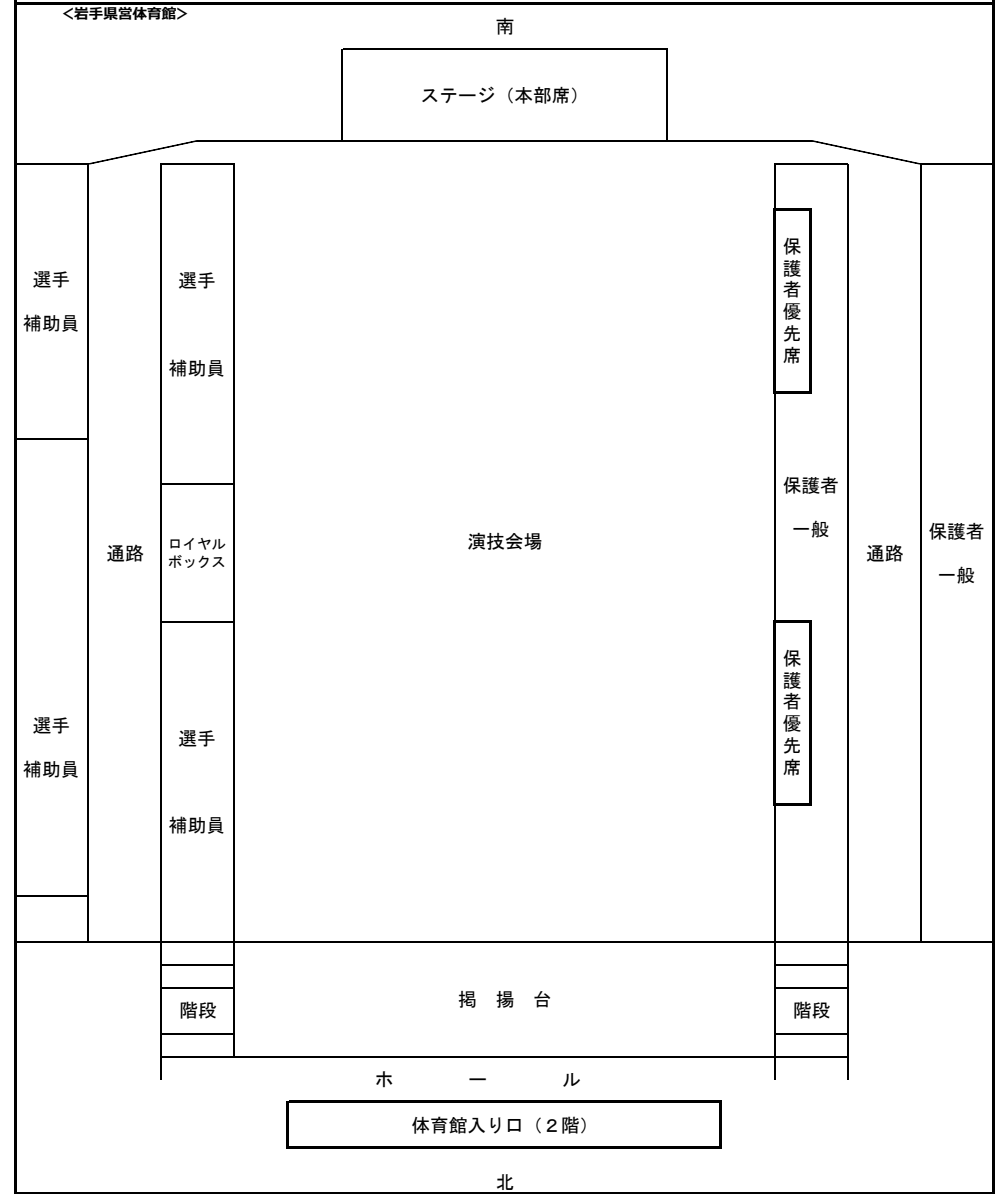 ＜岩手県営体育館＞
南
ステージ（本部席）
選手
補助員
選手
補助員
保護者優先席
保護者
一般
保護者
一般
通路
ロイヤル
ボックス
演技会場
通路
選手
補助員
選手
補助員
保護者優先席
階段
掲　揚　台
階段
ホ　ー　ル
体育館入り口（２階）
北